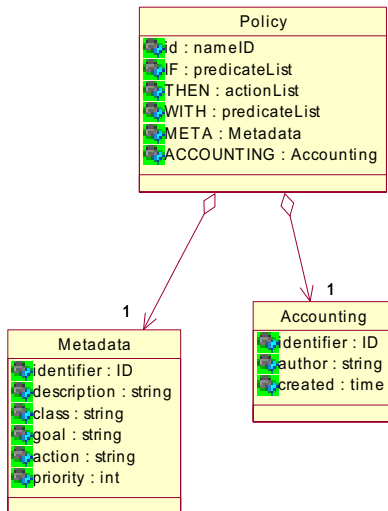 Policy
id : nameID
IF : predicateList
THEN : actionList
WITH : predicateList
META : Metadata
ACCOUNTING : Accounting
1
1
Metadata
identifier : ID
description : string
class : string
goal : string
action : string
priority : int
Accounting
identifier : ID
author : string
created : time